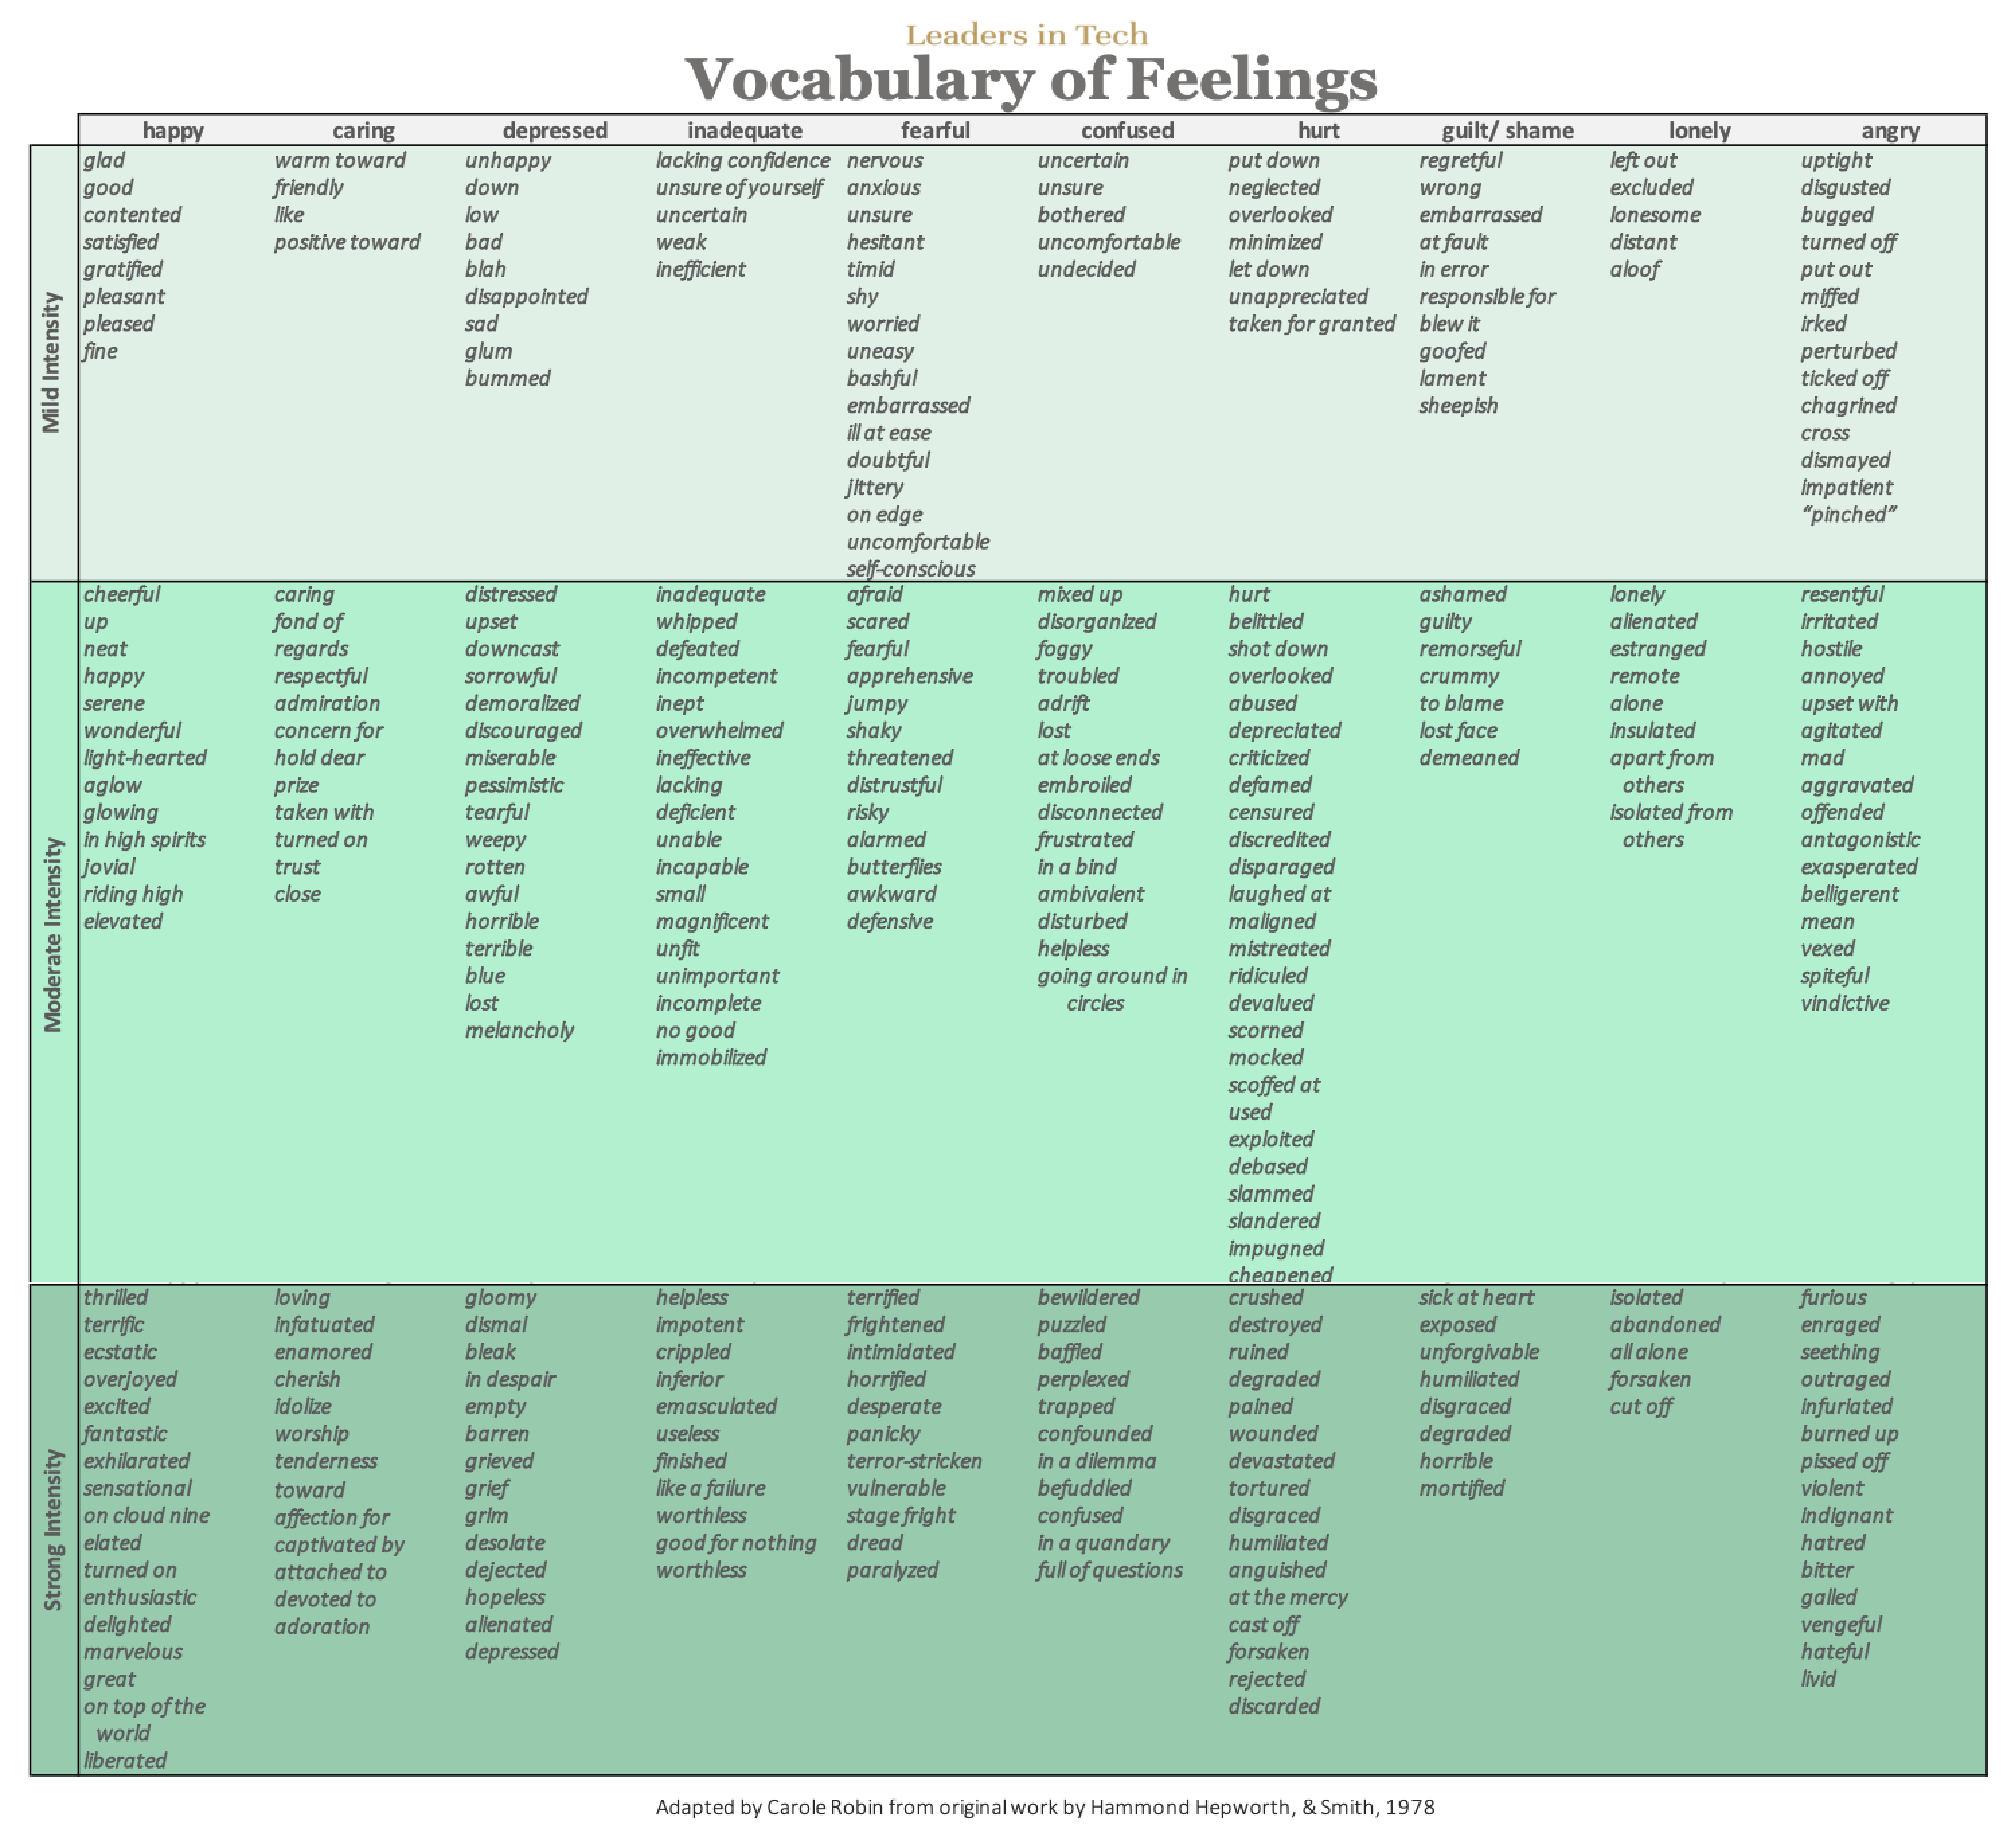 Leaders in Tech
Vocabulary of Feelings
happy
caring
depressed
inadequate
fearful
confused
hurt
guilt/ shame
lonely
angry
Mild Intensity
glad
good
contented
satisfied
gratified
pleasant
pleased
fine
warm toward
friendly
like
positive toward
unhappy
down
low
bad
blah
disappointed
sad
glum
bummed
lacking confidence
unsure of yourself
uncertain
weak
inefficient
nervous
anxious
unsure
hesitant
timid
shy
worried
uneasy
bashful
embarrassed
ill at ease
doubtful
jittery
on edge
uncomfortable
self-conscious
uncertain
unsure
bothered
uncomfortable
undecided
put down
neglected
overlooked
minimized
let down
unappreciated
taken for granted
regretful
wrong
embarrassed
at fault
in error
responsible for
blew it
goofed
lament
sheepish
left out
excluded
lonesome
distant
aloof
uptight
disgusted
bugged
turned off
put out
miffed
irked
perturbed
ticked off
chagrined
cross
dismayed
impatient
“pinched”
Moderate Intensity
cheerful
up
neat
happy
serene
wonderful
light-hearted
aglow
glowing
in high spirits
jovial
riding high
elevated
caring
fond of
regards
respectful
admiration
concern for
hold dear
prize
taken with
turned on
trust
close
distressed
upset
downcast
sorrowful
demoralized
discouraged
miserable
pessimistic
tearful
weepy
rotten
awful
horrible
terrible
blue
lost
melancholy
inadequate
whipped
defeated
incompetent
inept
overwhelmed
ineffective
lacking
deficient
unable
incapable
small
magnificent
unfit
unimportant
incomplete
no good
immobilized
afraid
scared
fearful
apprehensive
jumpy
shaky
threatened
distrustful
risky
alarmed
butterflies
awkward
defensive
mixed up
disorganized
foggy
troubled
adrift
lost
at loose ends
embroiled
disconnected
frustrated
in a bind
ambivalent
disturbed
helpless
going around in
circles
hurt
belittled
shot down
overlooked
abused
depreciated
criticized
defamed
censured
discredited
disparaged
laughed at
maligned
mistreated
ridiculed
devalued
scorned
mocked
scoffed at
used
exploited
debased
slammed
slandered
impugned
cheapened
ashamed
guilty
remorseful
crummy
to blame
lost face
demeaned
lonely
alienated
estranged
remote
alone
insulated
apart from
others
isolated from
others
resentful
irritated
hostile
annoyed
upset with
agitated
mad
aggravated
offended
antagonistic
exasperated
belligerent
mean
vexed
spiteful
vindictive
Strong Intensity
thrilled
terrific
ecstatic
overjoyed
excited
fantastic
exhilarated
sensational
on cloud nine
elated
turned on
enthusiastic
delighted
marvelous
great
on top of the
world
liberated
loving
infatuated
enamored
cherish
idolize
worship
tenderness
toward
affection for
captivated by
attached to
devoted to
adoration
gloomy
dismal
bleak
in despair
empty
barren
grieved
grief
grim
desolate
dejected
hopeless
alienated
depressed
helpless
impotent
crippled
inferior
emasculated
useless
finished
like a failure
worthless
good for nothing
worthless
terrified
frightened
intimidated
horrified
desperate
panicky
terror-stricken
vulnerable
stage fright
dread
paralyzed
bewildered
puzzled
baffled
perplexed
trapped
confounded
in a dilemma
befuddled
confused
in a quandary
full of questions
crushed
destroyed
ruined
degraded
pained
wounded
devastated
tortured
disgraced
humiliated
anguished
at the mercy
cast off
forsaken
rejected
discarded
sick at heart
exposed
unforgivable
humiliated
disgraced
degraded
horrible
mortified
isolated
abandoned
all alone
forsaken
cut off
furious
enraged
seething
outraged
infuriated
burned up
pissed off
violent
indignant
hatred
bitter
galled
vengeful
hateful
livid
Adapted by Carole Robin from original work by Hammond Hepworth, & Smith, 1978